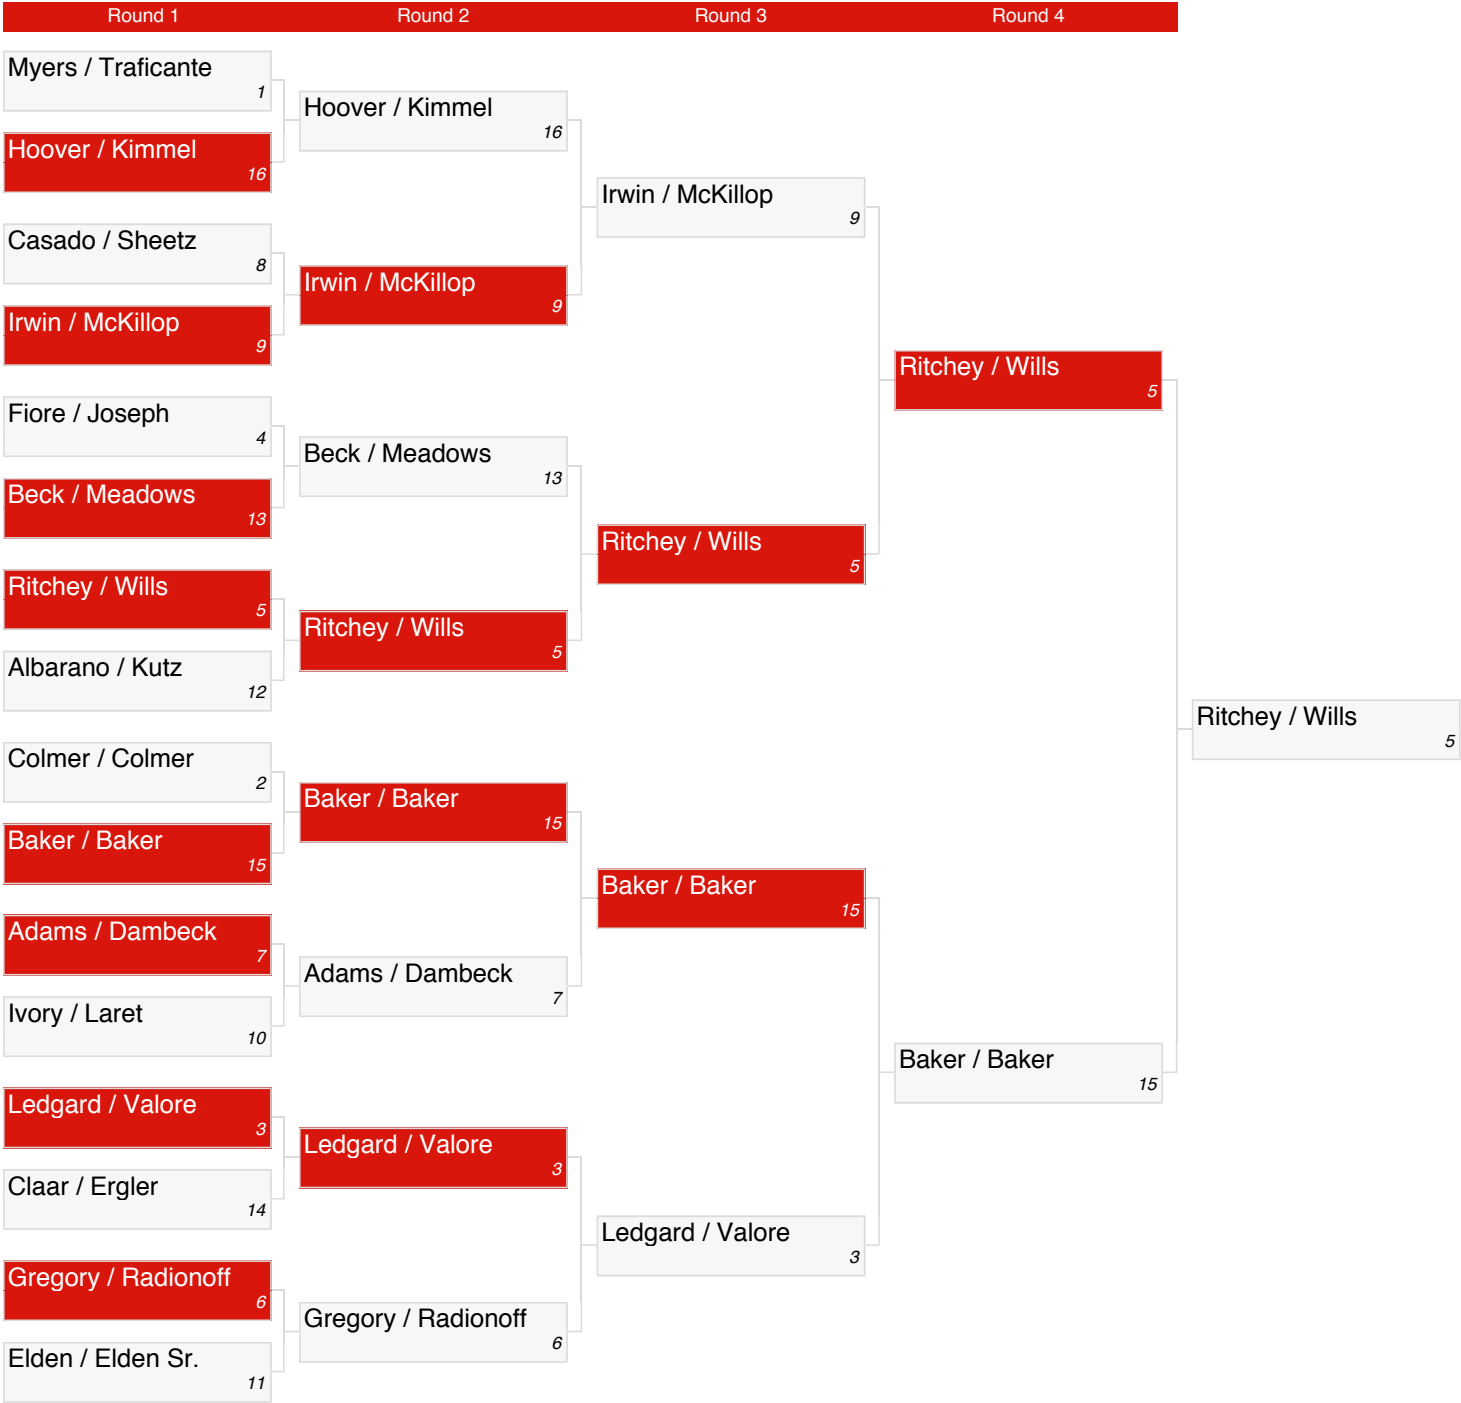 Round 1
Round 2
Round 3
Round 4
Myers / Traficante
1
Hoover / Kimmel
16
Casado / Sheetz
8
Irwin / McKillop
9
Fiore / Joseph
4
Beck / Meadows
13
Ritchey / Wills
5
Albarano / Kutz
12
Colmer / Colmer
2
Baker / Baker
15
Adams / Dambeck
7
Ivory / Laret
10
Ledgard / Valore
3
Claar / Ergler
14
Gregory / Radionoff
6
Elden / Elden Sr.
11
Hoover / Kimmel
16
Irwin / McKillop
9
Beck / Meadows
13
Ritchey / Wills
5
Baker / Baker
15
Adams / Dambeck
7
Ledgard / Valore
3
Gregory / Radionoff
6
Irwin / McKillop
9
Ritchey / Wills
5
Baker / Baker
15
Ledgard / Valore
3
Ritchey / Wills
5
Baker / Baker
15
Ritchey / Wills
5